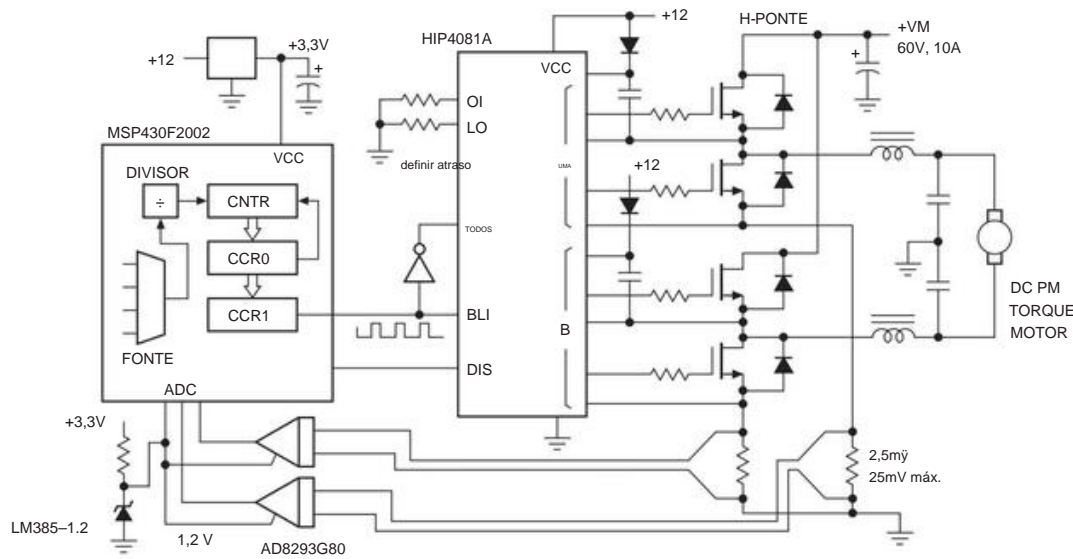 +12
H-PONTE
HIP4081A
+VM
60V, 10A
+12
+3,3V
VCC
OI
LO
definir atraso
MSP430F2002
VCC
DIVISOR
÷
CNTR
CCR0
CCR1
FONTE
ADC
UMA
+12
TODOS
BLI
B
DIS
DC PM
TORQUE
MOTOR
+3,3V
2,5mÿ
25mV máx.
LM385–1.2
1,2 V
AD8293G80